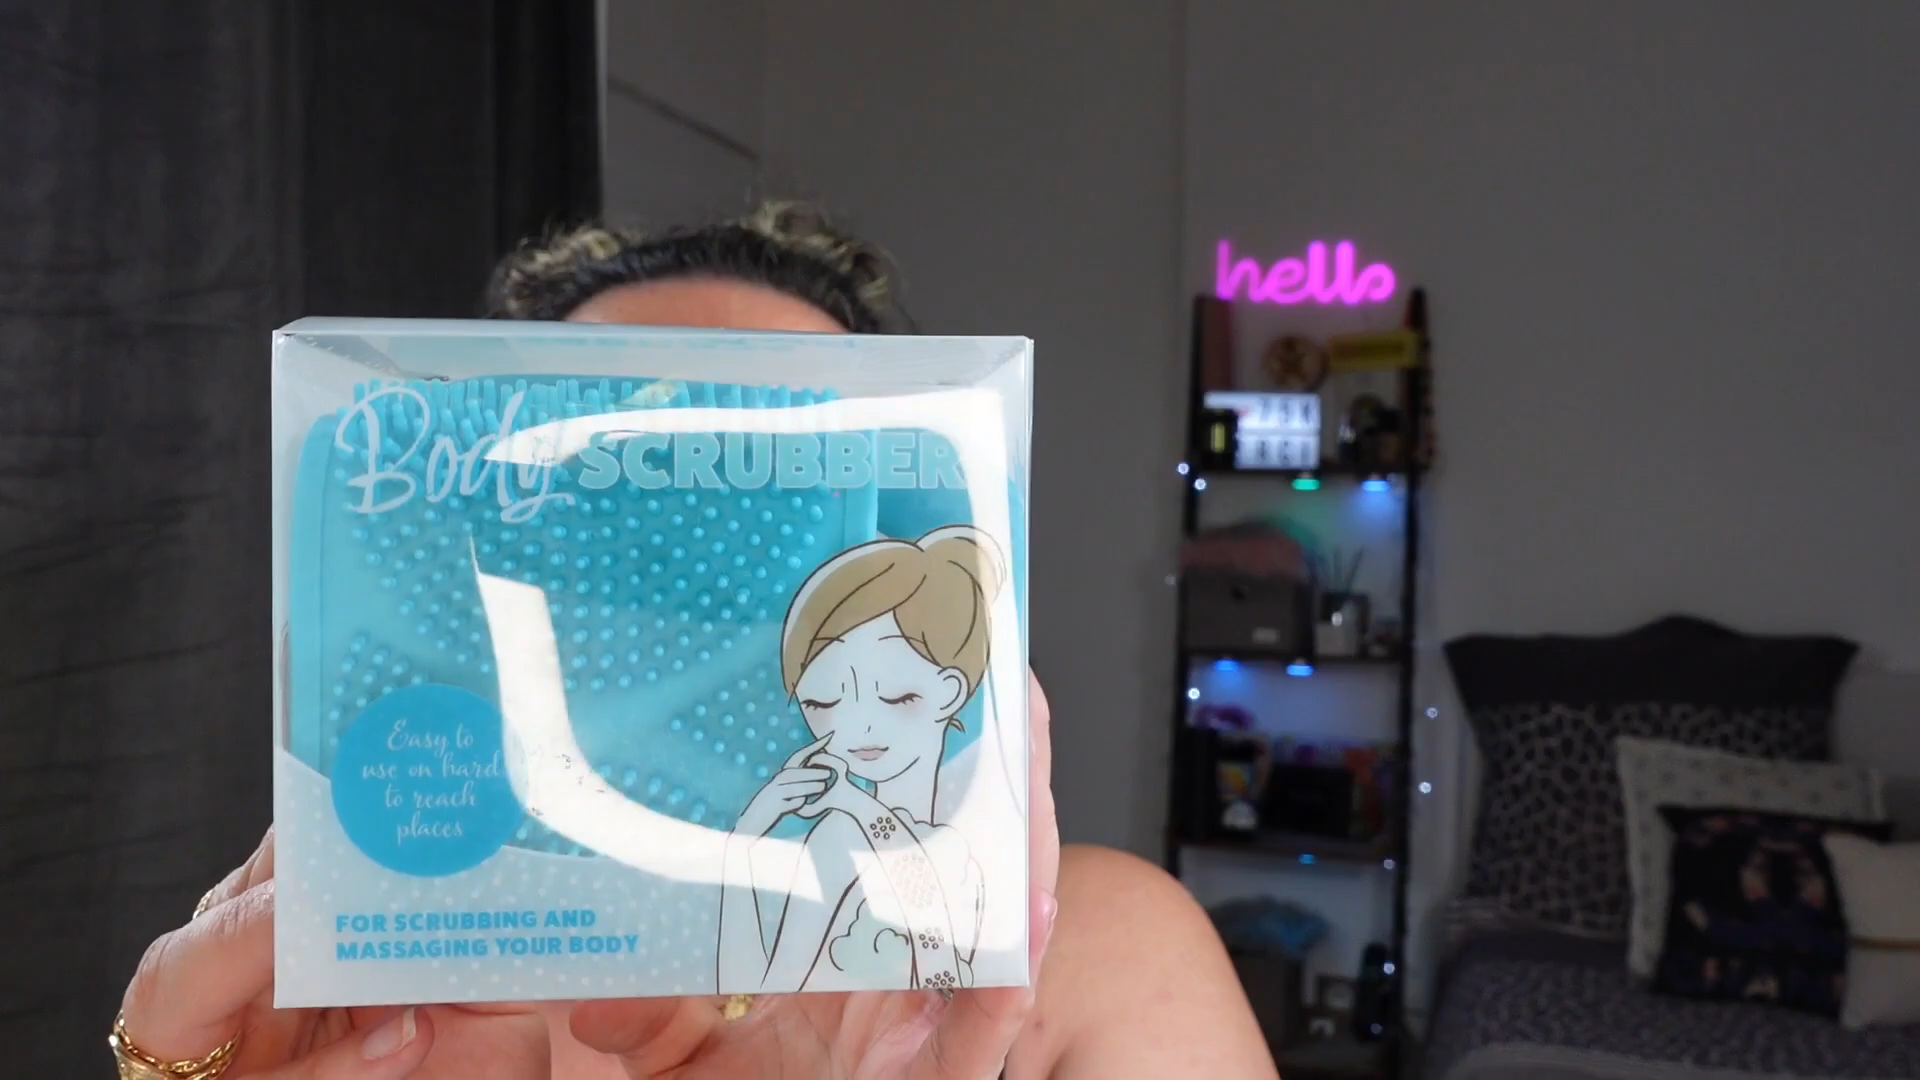 Body SCRUBBER
Easy to
use on hard
to reach
places
FOR SCRUBBING AND
MASSAGING YOUR BODY
hello